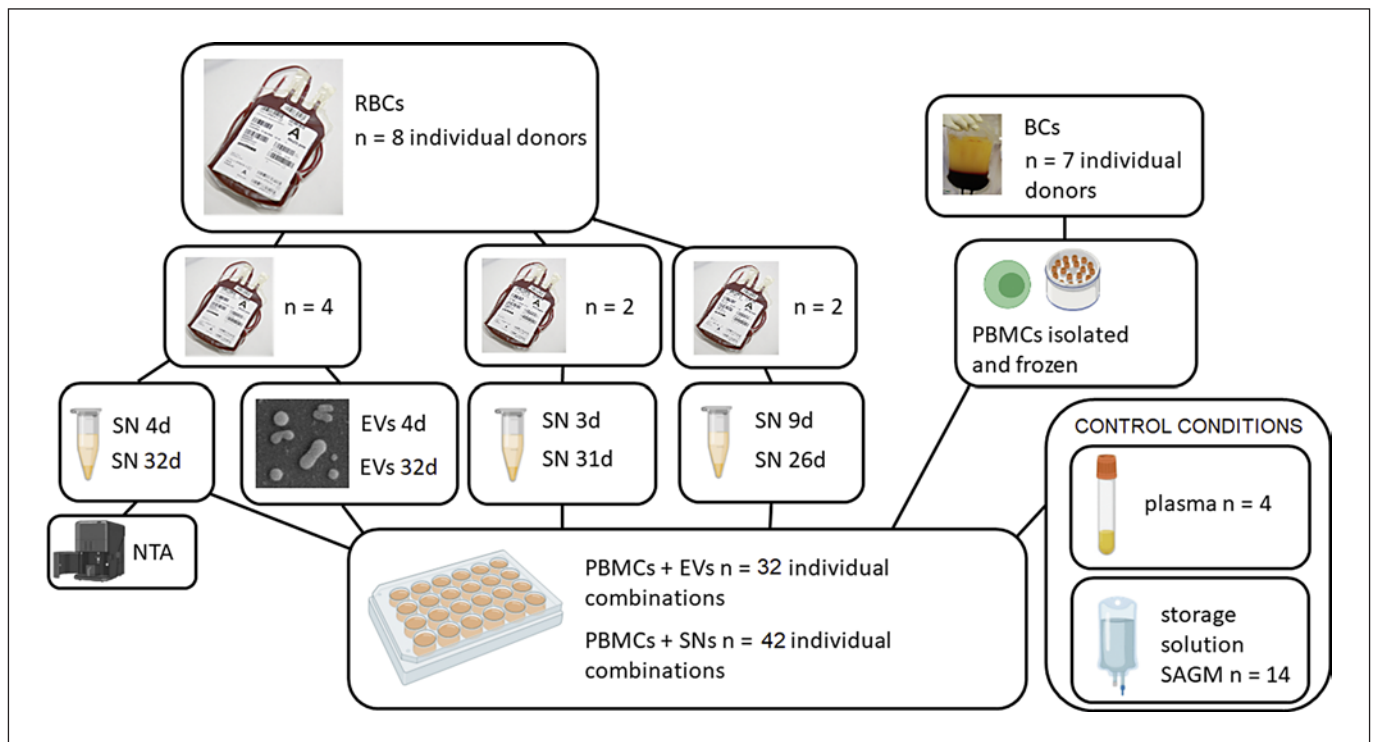 RBCs
n = 8 individual donors
BCs
n = 7 individual
donors
n = 4
n = 2
n = 2
PBMCs isolated
and frozen
SN 4d
SN 32d
EVs 4d
EVs 32d
SN 3d
SN 31d
SN 9d
SN 26d
NTA
CONTROL CONDITIONS
plasma n = 4
storage
solution
SAGM n = 14
PBMCs + EVs n = 32 individual
combinations
PBMCs + SNs n = 42 individual
combinations